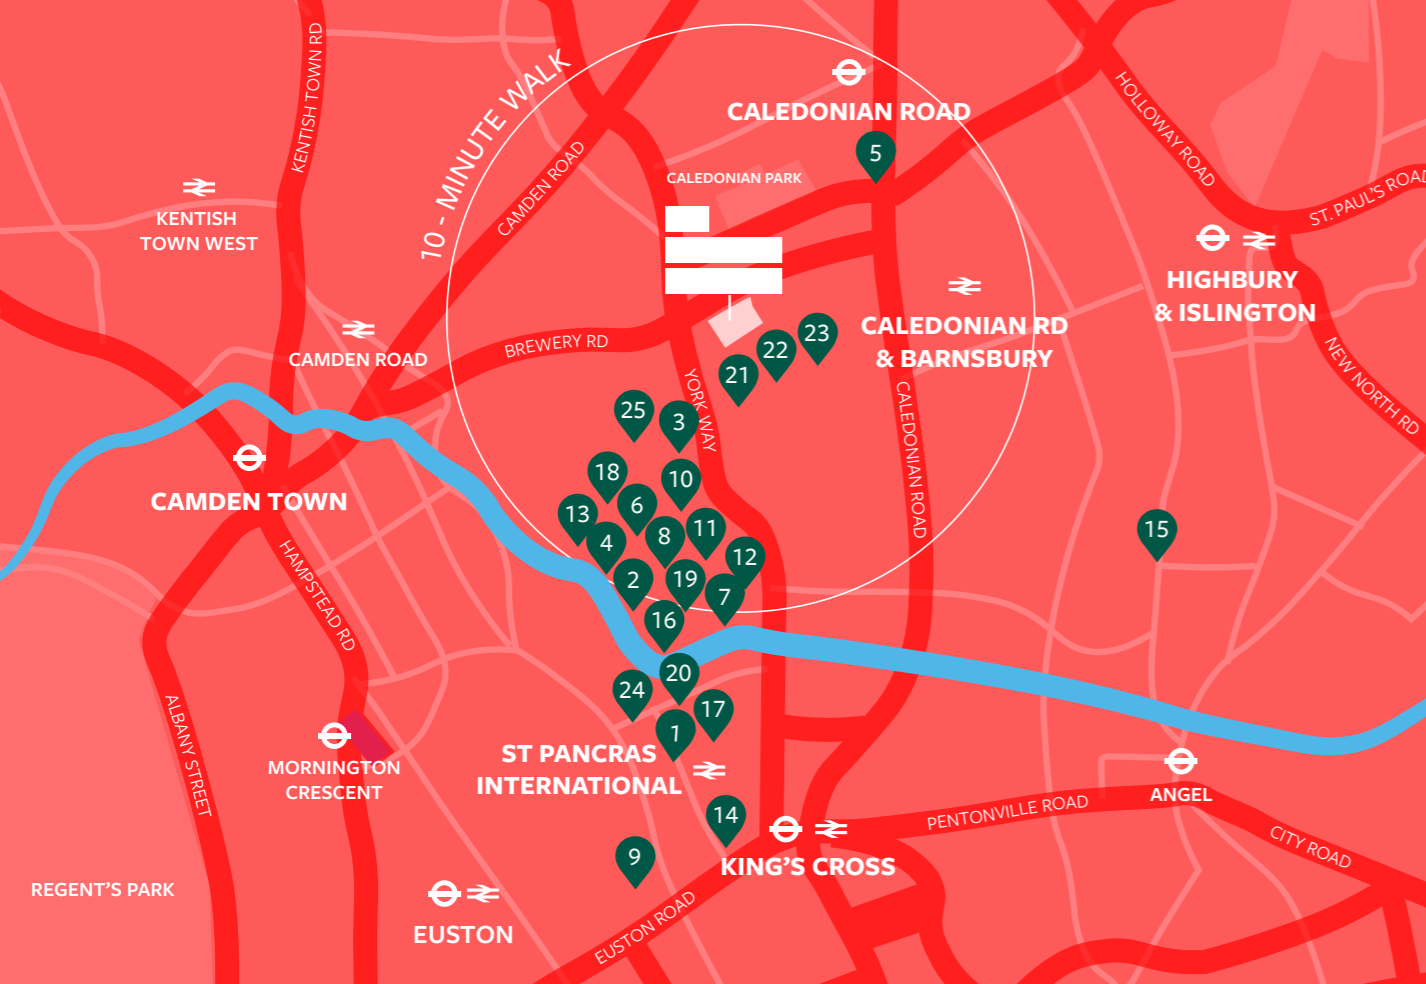 KENTISH TOWN RD
10 - MINUTE WALK
CALEDONIAN ROAD
HOLLOWAY ROAD
5
CAMDEN ROAD
CALEDONIAN PARK
ST. PAUL'S ROAD
KENTISH
TOWN WEST
HIGHBURY
& ISLINGTON
CALEDONIAN RD
& BARNSBURY
CAMDEN ROAD
BREWERY RD
23
22
21
NEW NORTH RD
YORK WAY
CALEDONIAN ROAD
25
3
CAMDEN TOWN
18
10
6
13
11
8
4
12
15
2
19
7
16
HAMPSTEAD RD
20
24
17
1
ALBANY STREET
ST PANCRAS
INTERNATIONAL
MORNINGTON
CRESCENT
ANGEL
14
PENTONVILLE ROAD
CITY ROAD
9
KING'S CROSS
REGENT'S PARK
EUSTON
EUSTON ROAD